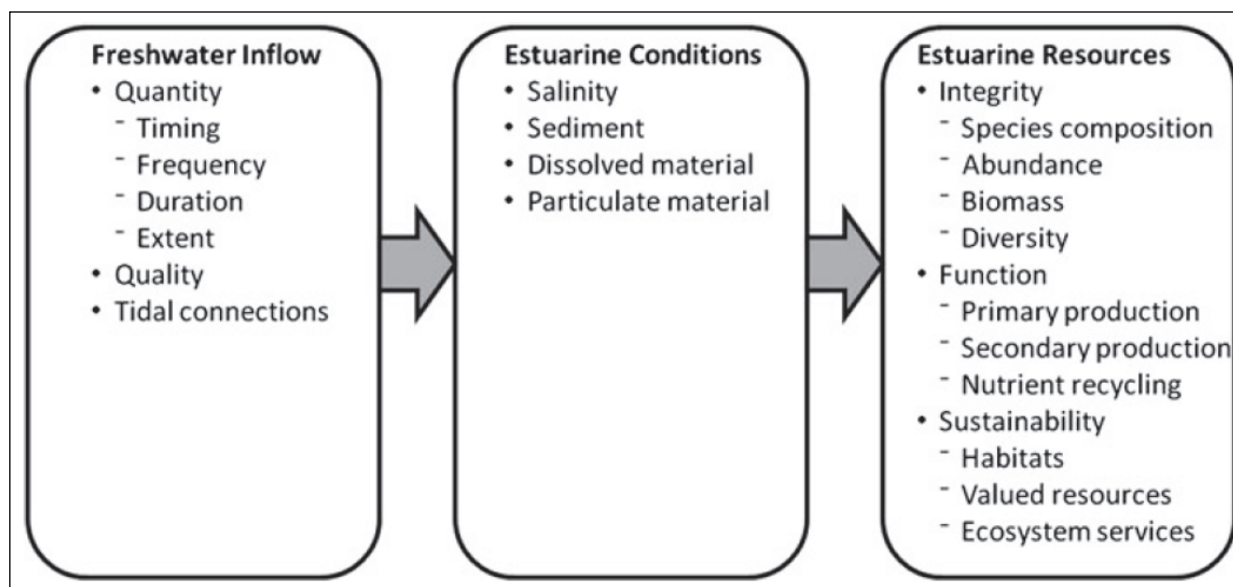 Freshwater Inflow
• Quantity
- Timing
- Frequency
- Duration
- Extent
• Quality
• Tidal connections
Estuarine Conditions
• Salinity
• Sediment
• Dissolved material
• Particulate material
Estuarine Resources
• Integrity
- Species composition
- Abundance
- Biomass
- Diversity
• Function
- Primary production
- Secondary production
- Nutrient recycling
• Sustainability
- Habitats
- Valued resources
- Ecosystem services